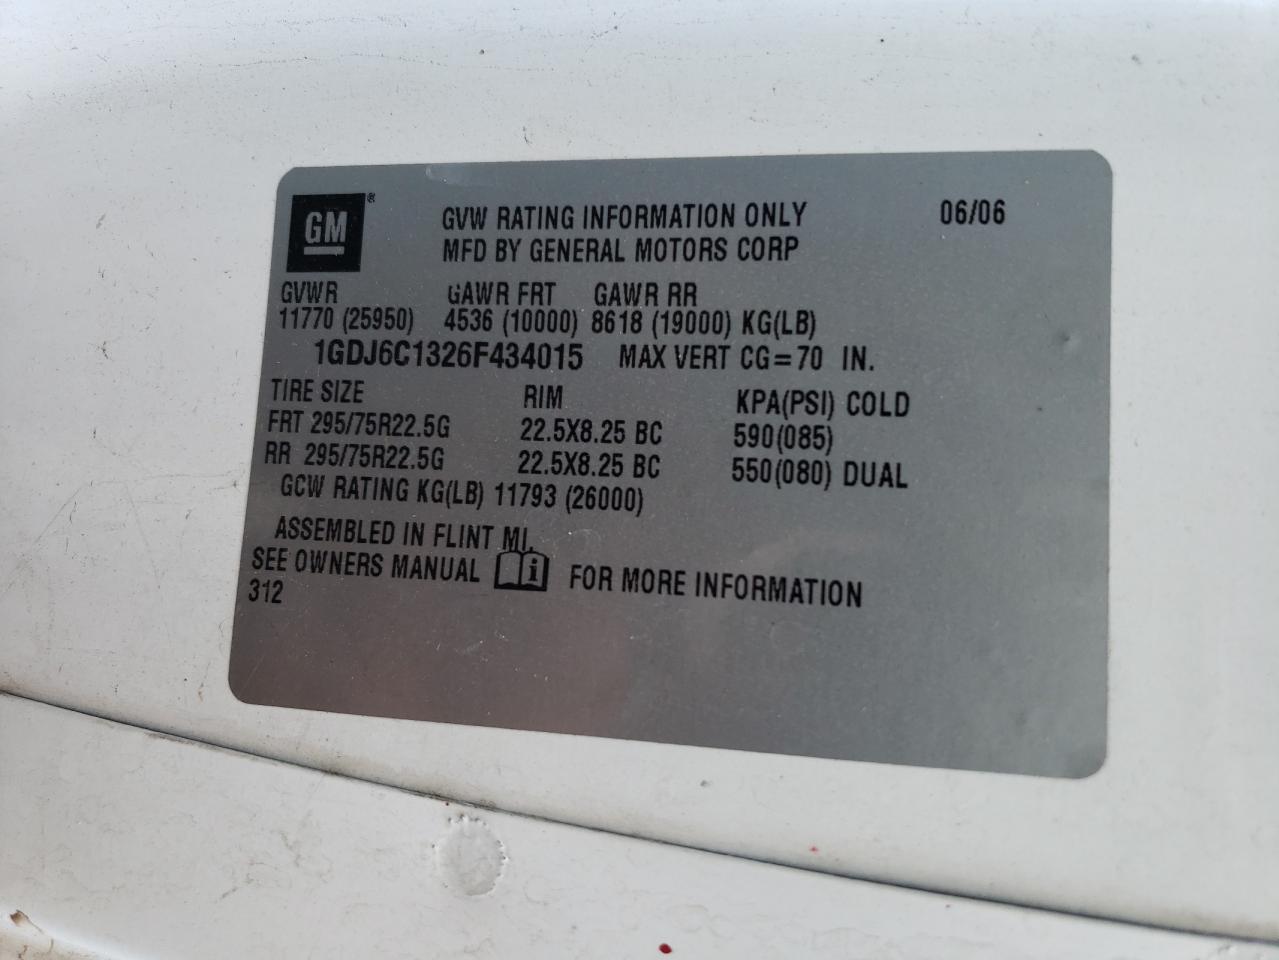 GM ®
GVW RATING INFORMATION ONLY 06/06
MFD BY GENERAL MOTORS CORP
GVWR GAWR FRT GAWR RR
11770 (25950) 4536 (10000) 8618 (19000) KG(LB)
1GDJ6C1326F434015 MAX VERT CG=70 IN.
TIRE SIZE RIM KPA(PSI) COLD
FRT 295/75R22.5G 22.5X8.25 BC 590(085)
RR 295/75R22.5G 22.5X8.25 BC 550(080) DUAL
GCW RATING KG(LB) 11793 (26000)
ASSEMBLED IN FLINT MI.
SEE OWNERS MANUAL i FOR MORE INFORMATION
312